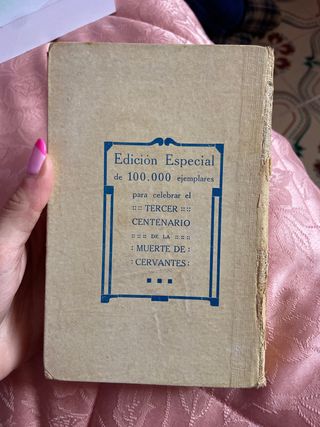 Edición Especial
de 100.000 ejemplares
para celebrar el
:: TERCER ::
CENTENARIO
::: DE LA :::
: MUERTE DE :
: CERVANTES :